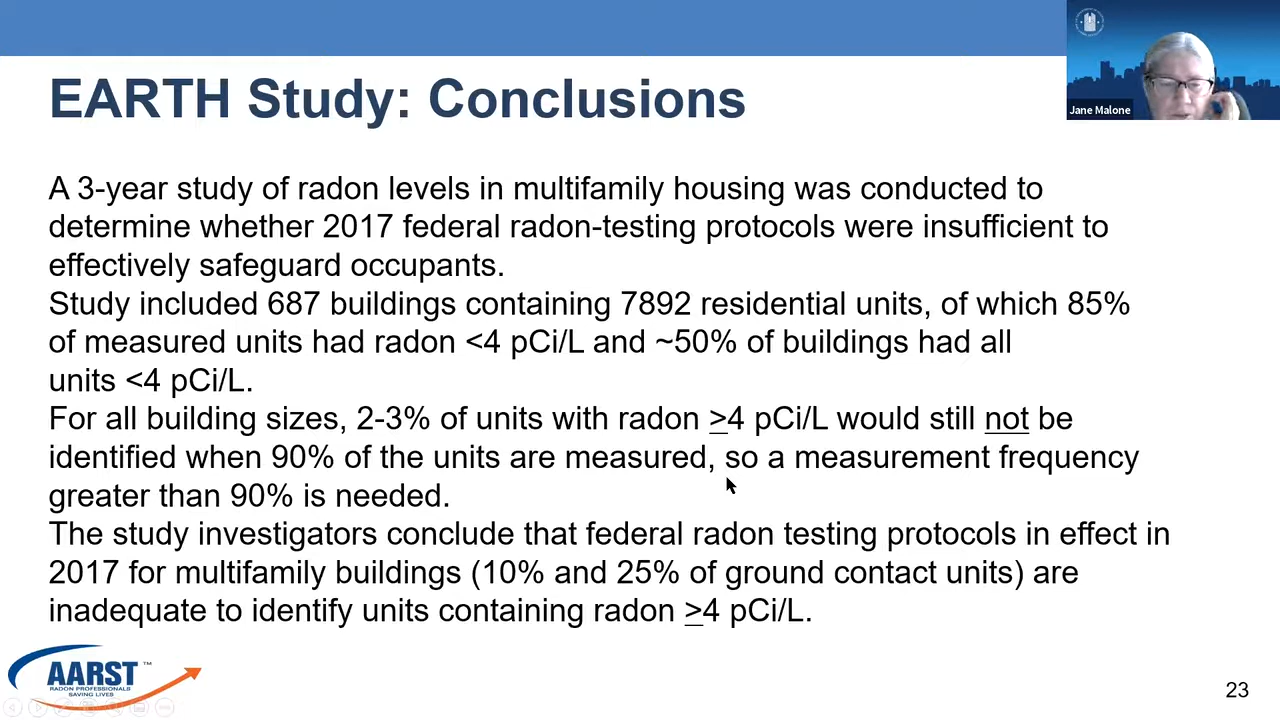 EARTH Study: Conclusions
Jane Malone
A 3-year study of radon levels in multifamily housing was conducted to
determine whether 2017 federal radon-testing protocols were insufficient to
effectively safeguard occupants.
Study included 687 buildings containing 7892 residential units, of which 85%
of measured units had radon <4 pCi/L and ~50% of buildings had all
units <4 pCi/L.
For all building sizes, 2-3% of units with radon >4 pCi/L would still not be
identified when 90% of the units are measured, so a measurement frequency
greater than 90% is needed.
The study investigators conclude that federal radon testing protocols in effect in
2017 for multifamily buildings (10% and 25% of ground contact units) are
inadequate to identify units containing radon >4 pCi/L.
AARST™
RADON PROFESSIONALS
SAVING LIVES
23